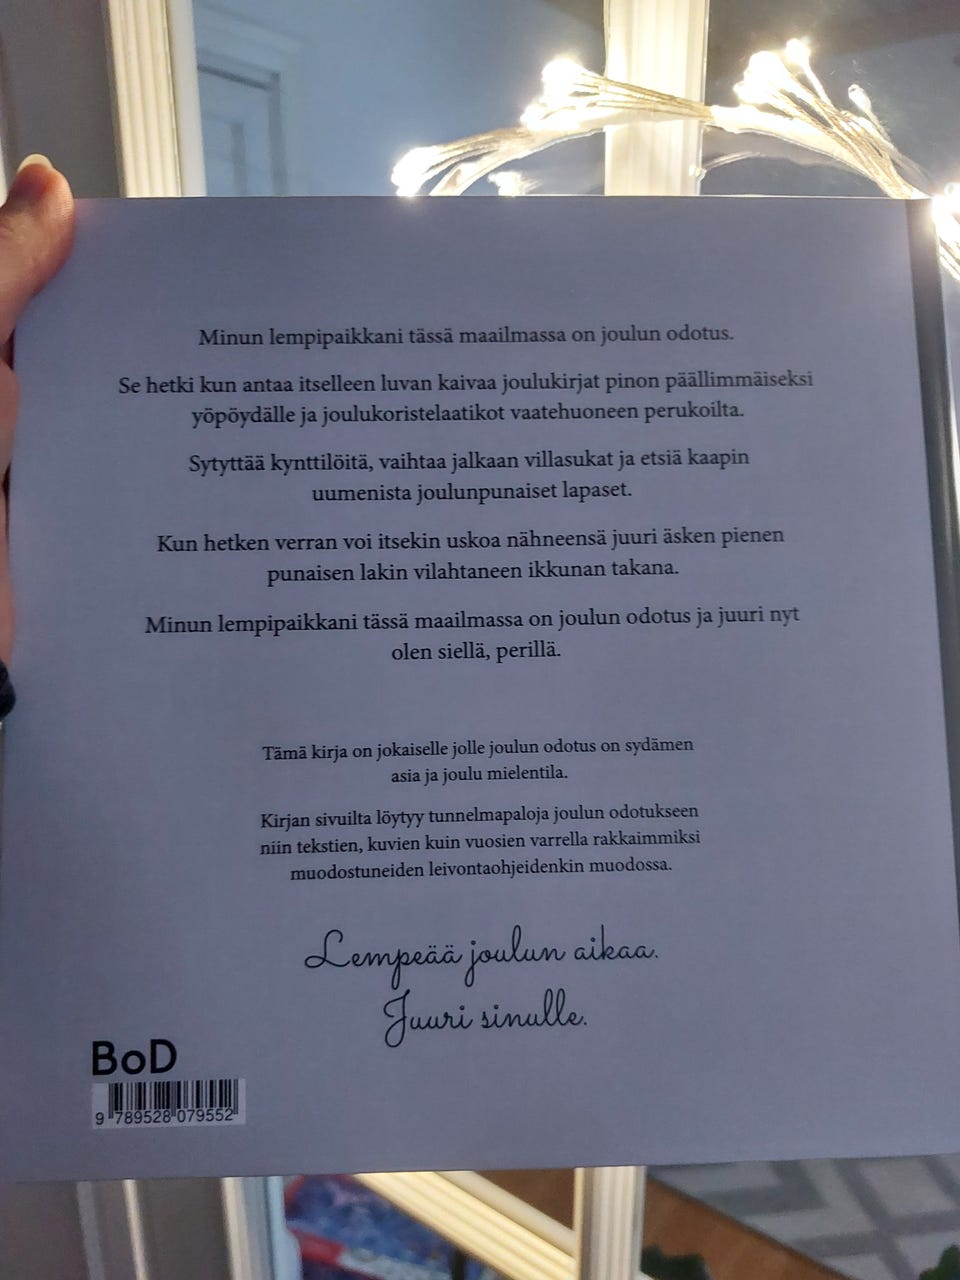 Minun lempipaikkani tässä maailmassa on joulun odotus.
Se hetki kun antaa itselleen luvan kaivaa joulukirjat pinon päällimmäiseksi
yöpöydälle ja joulukoristelaatikot vaatehuoneen perukoilta.
Sytyttää kynttilöitä, vaihtaa jalkaan villasukat ja etsiä kaapin
uumenista joulunpunaiset lapaset.
Kun hetken verran voi itsekin uskoa nähneensä juuri äsken pienen
punaisen lakin vilahtaneen ikkunan takana.
Minun lempipaikkani tässä maailmassa on joulun odotus ja juuri nyt
olen siellä, perillä.
Tämä kirja on jokaiselle jolle joulun odotus on sydämen
asia ja joulu mielentila.
Kirjan sivuilta löytyy tunnelmapaloja joulun odotukseen
niin tekstien, kuvien kuin vuosien varrella rakkaimmiksi
muodostuneiden leivontaohjeidenkin muodossa.
Lempeää joulun aikaa.
Juuri sinulle.
BoD
9 789528 079552